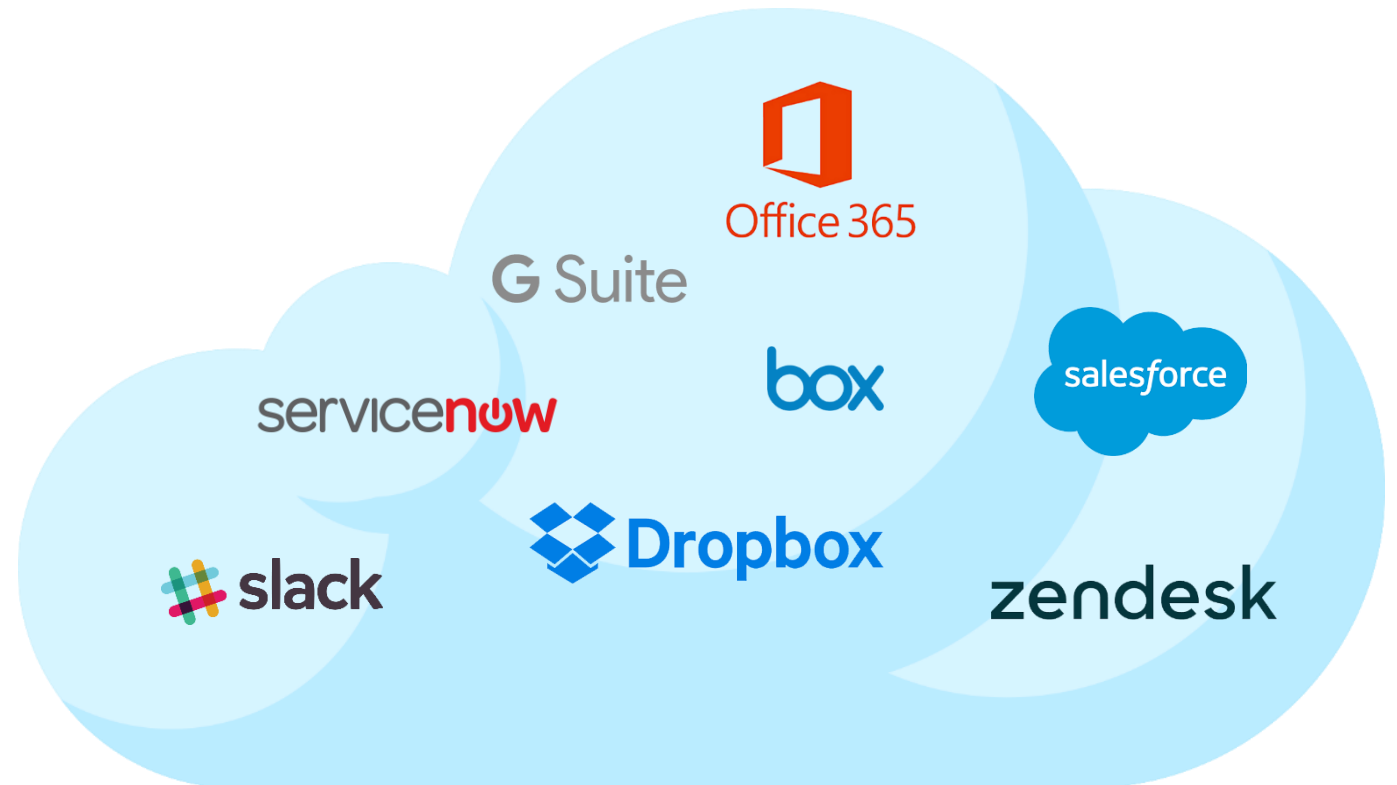 Office 365
G Suite
box
salesforce
servicenow
Dropbox
slack
zendesk